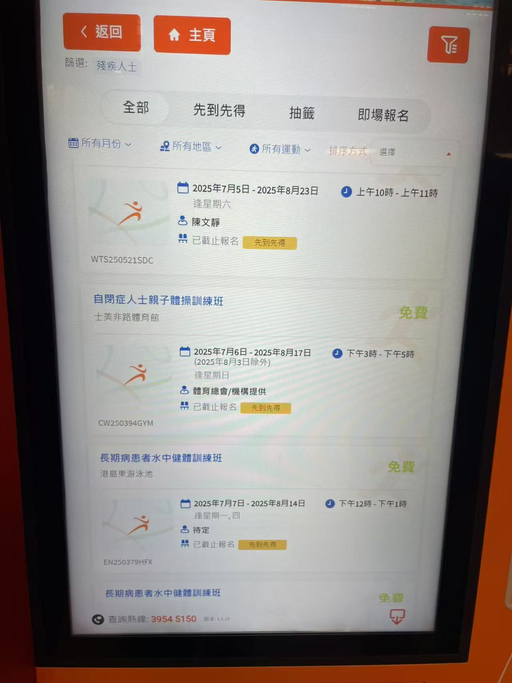 返回
主頁
篩選: 殘疾人士
全部 先到先得 抽籤 即場報名
所有月份 所有地區 所有運動 排序方式 選擇
2025年7月5日 - 2025年8月23日 上午10時 - 上午11時
逢星期六
陳文靜
已截止報名 先到先得
WTS250521SDC
自閉症人士親子體操訓練班
免費
士美非路體育館
2025年7月6日 - 2025年8月17日 下午3時 - 下午5時
(2025年8月3日除外)
逢星期日
體育總會/機構提供
已截止報名 先到先得
CW250394GYM
長期病患者水中健體訓練班
免費
港島東游泳池
2025年7月7日 - 2025年8月14日 下午12時 - 下午1時
逢星期一, 四
待定
已截止報名 先到先得
EN250379HFX
長期病患者水中健體訓練班 免費
查詢熱線: 3954 5150